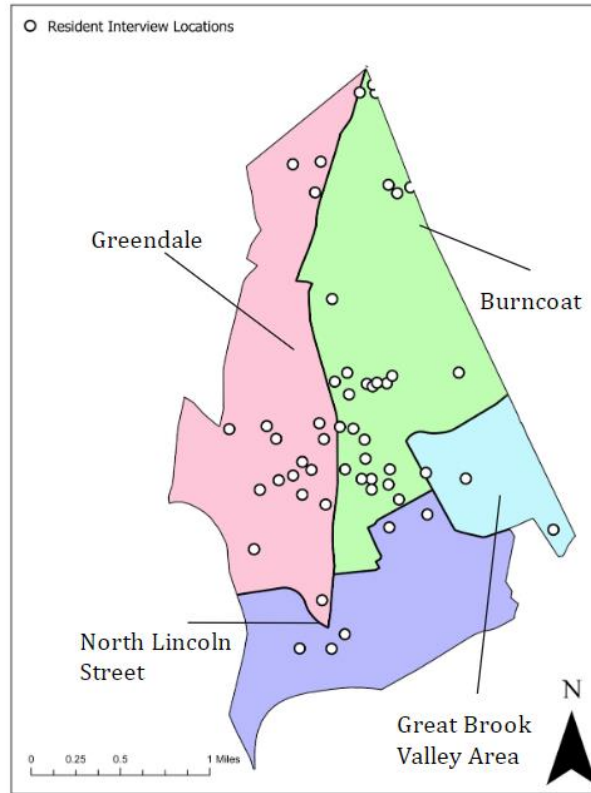 Resident Interview Locations
Greendale
Burncoat
North Lincoln
Street
Great Brook
Valley Area
N
0 0.25 0.5 1 Miles